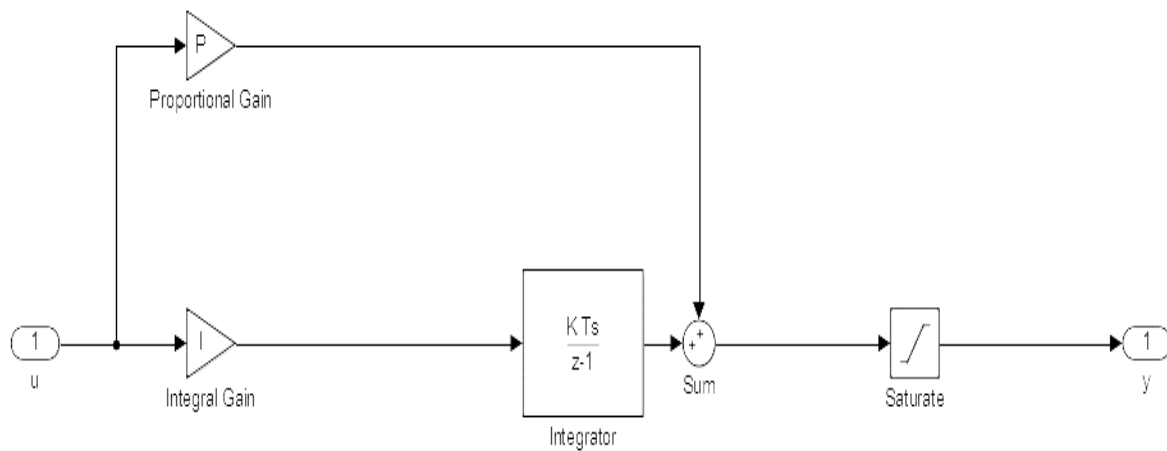 P
Proportional Gain
1
u
I
Integral Gain
K Ts
z-1
Integrator
+
+
Sum
Saturate
1
y